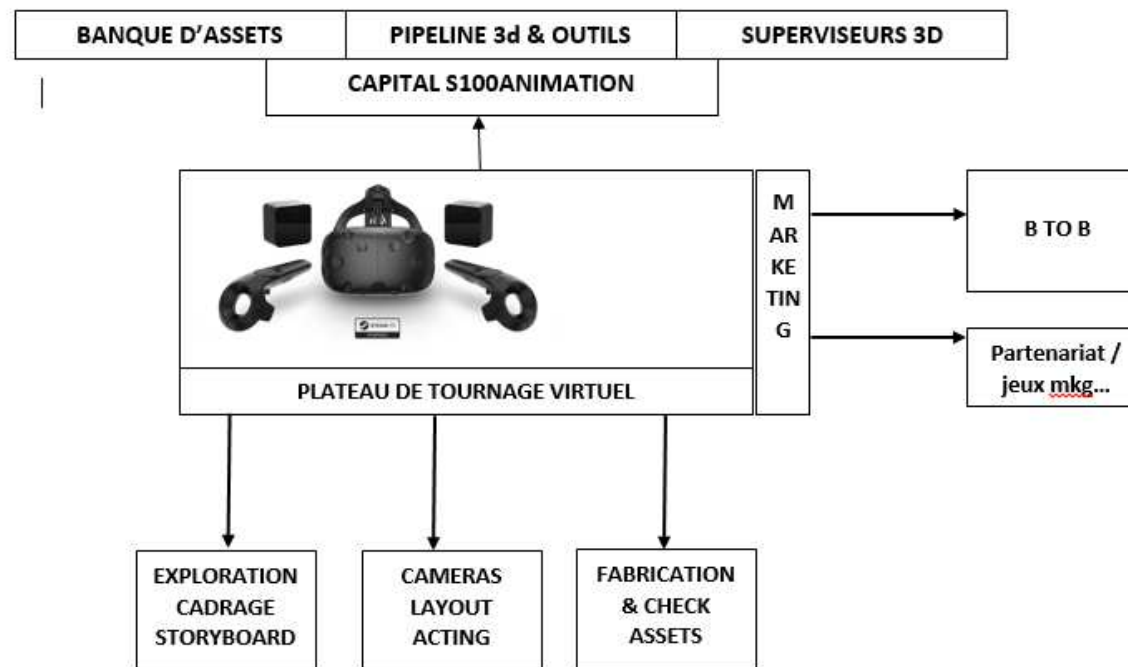 BANQUE D’ASSETS
PIPELINE 3d & OUTILS
SUPERVISEURS 3D
CAPITAL S100ANIMATION
M
AR
KE
TIN
G
B TO B
Partenariat /
jeux mkg...
PLATEAU DE TOURNAGE VIRTUEL
EXPLORATION
CADRAGE
STORYBOARD
CAMERAS
LAYOUT
ACTING
FABRICATION
& CHECK
ASSETS